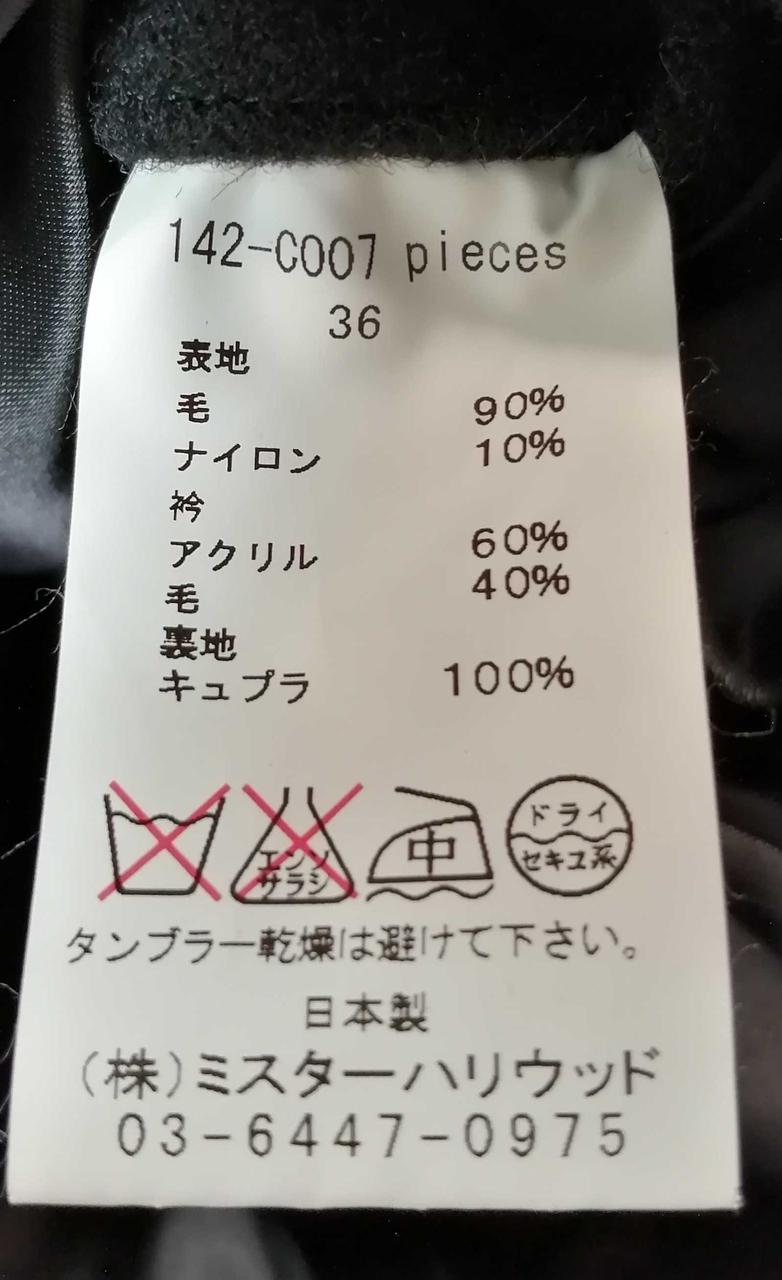 142-C007 pieces
36
表地
毛 90%
ナイロン 10%
衿
アクリル 60%
毛 40%
裏地
キュプラ 100%
エンソサラシ
中
ドライ
セキユ系
タンブラー乾燥は避けて下さい。
日本製
(株)ミスターハリウッド
03-6447-0975